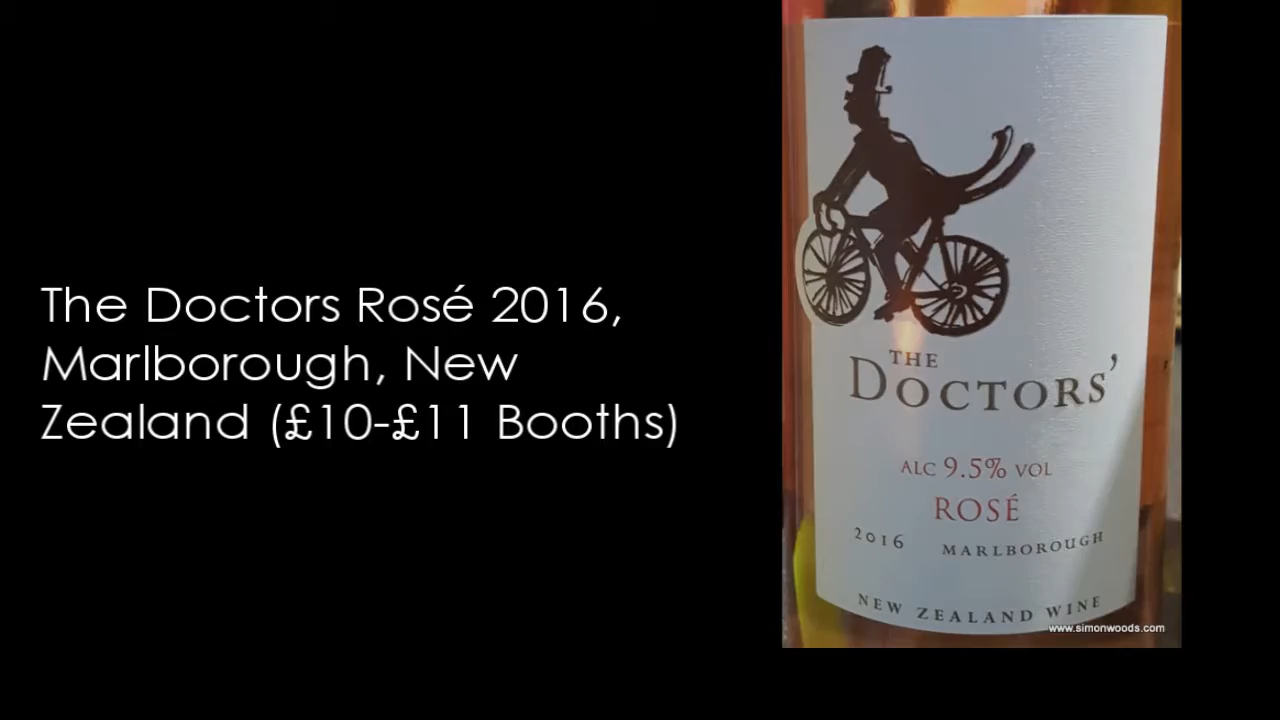 The Doctors Rosé 2016,
Marlborough, New
Zealand (£10-£11 Booths)
THE
DOCTORS'
ALC 9.5% VOL
ROSÉ
2016 MARLBOROUGH
NEW ZEALAND WINE
www.simonwoods.com